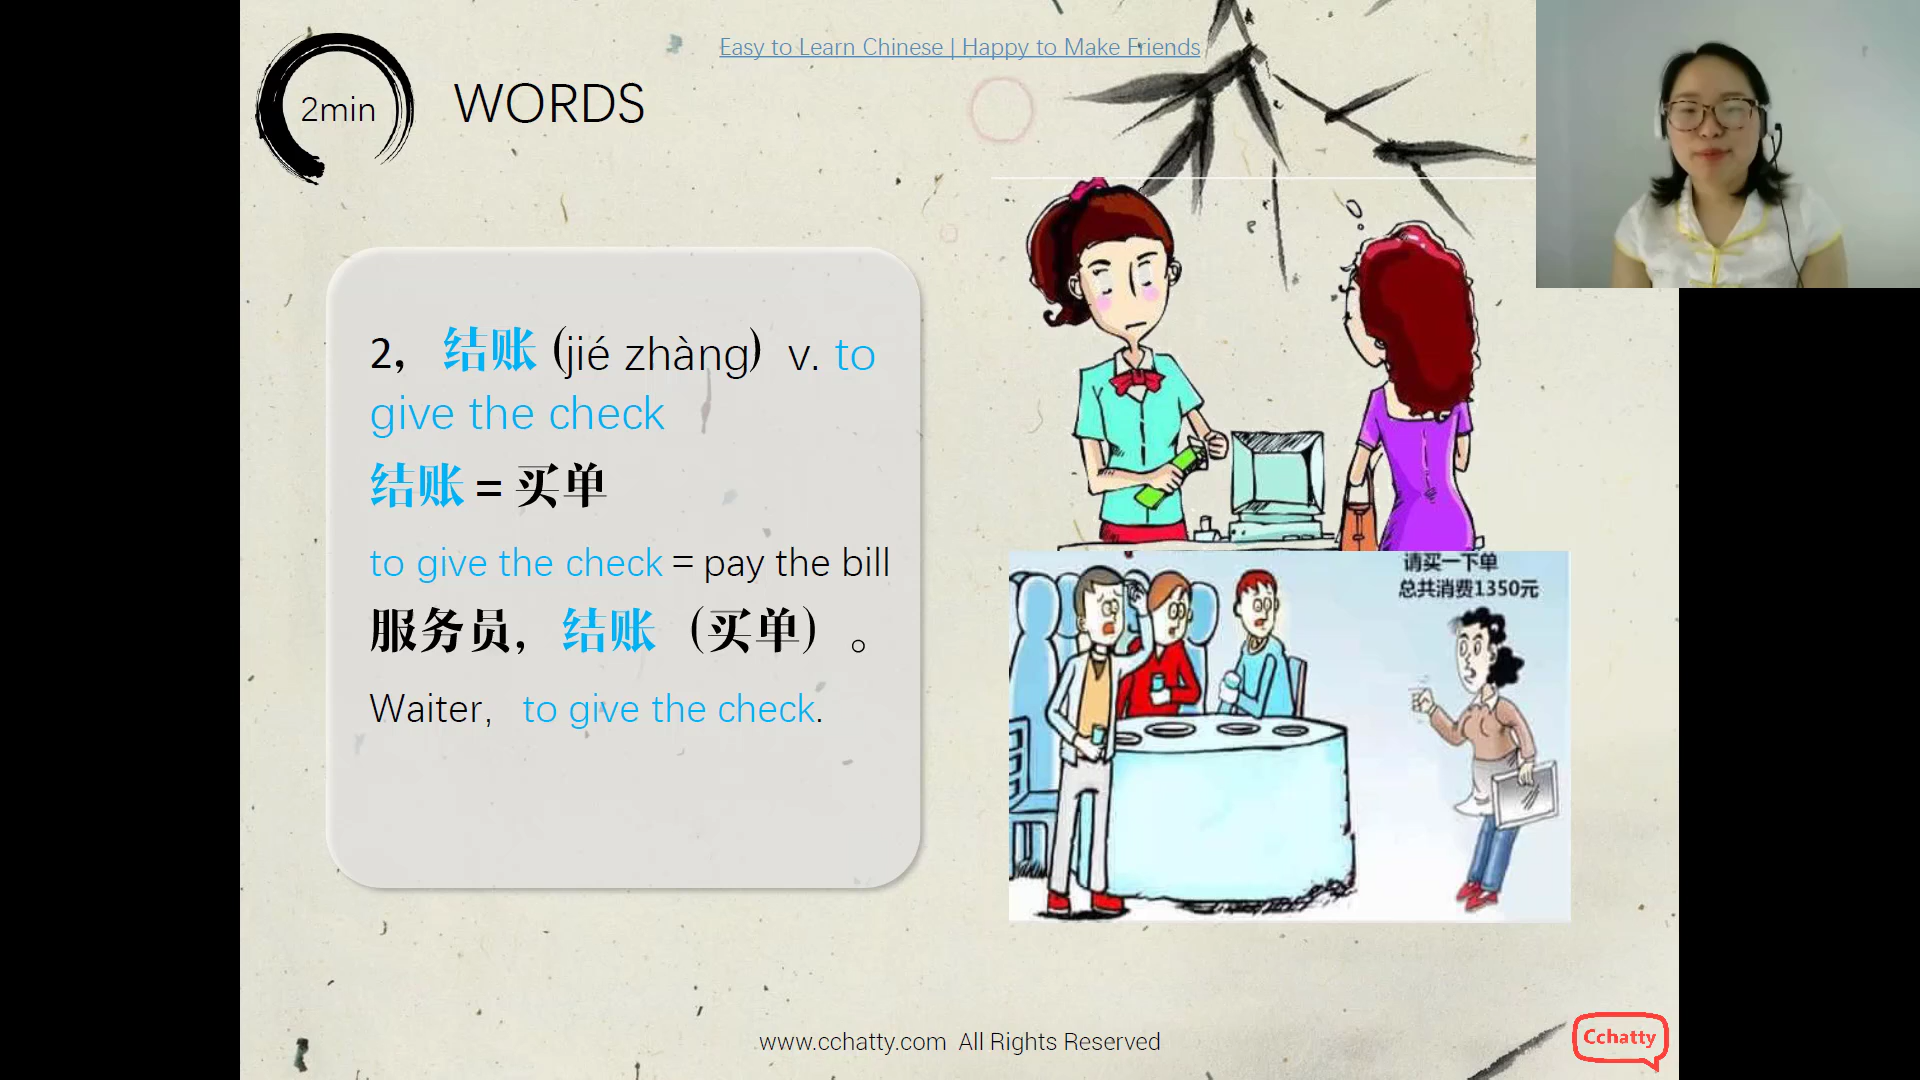 Easy to Learn Chinese | Happy to Make Friends
2min
WORDS
2， 结账 (jié zhàng) v. to
give the check
结账 = 买单
to give the check = pay the bill
服务员，结账（买单）。
Waiter， to give the check.
请买一下单
总共消费1350元
www.cchatty.com All Rights Reserved
Cchatty